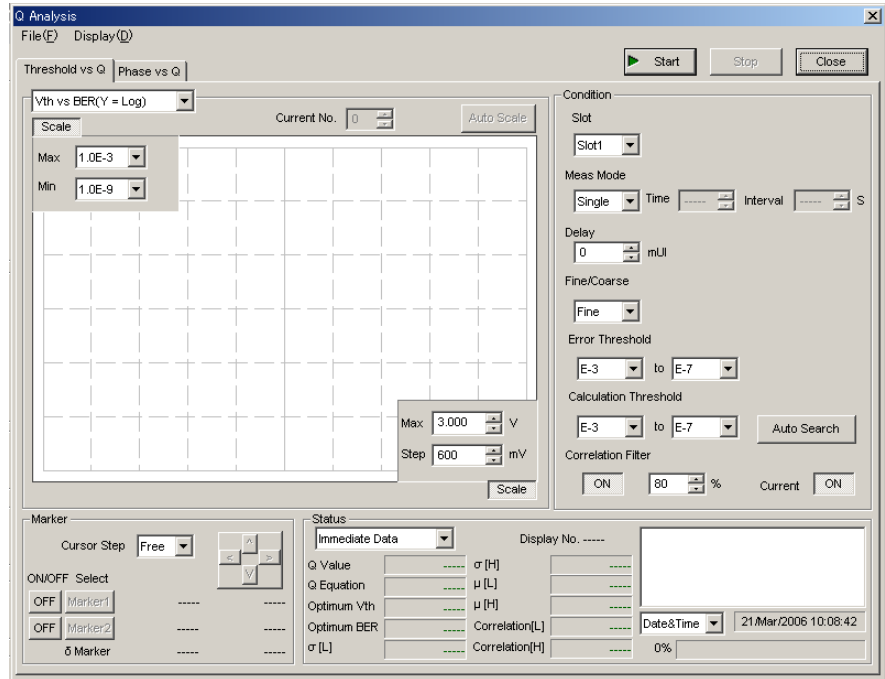 Q Analysis
File(F) Display(D)
Start Stop Close
Threshold vs Q Phase vs Q
Vth vs BER(Y = Log)
Current No. 0 Auto Scale
Scale
Max 1.0E-3
Min 1.0E-9
Max 3.000 V
Step 600 mV
Scale
Condition
Slot
Slot1
Meas Mode
Single Time ----- Interval ----- S
Delay
0 mUI
Fine/Coarse
Fine
Error Threshold
E-3 to E-7
Calculation Threshold
E-3 to E-7 Auto Search
Correlation Filter
ON 80 % Current ON
Marker
Cursor Step Free
^
< >
V
ON/OFF Select
OFF Marker1 ----- -----
OFF Marker2 ----- -----
δ Marker ----- -----
Status
Immediate Data Display No. -----
Q Value ----- σ [H] -----
Q Equation ----- μ [L] -----
Optimum Vth ----- μ [H] -----
Optimum BER ----- Correlation[L] -----
σ [L] ----- Correlation[H] -----
Date&Time 21/Mar/2006 10:08:42
0%